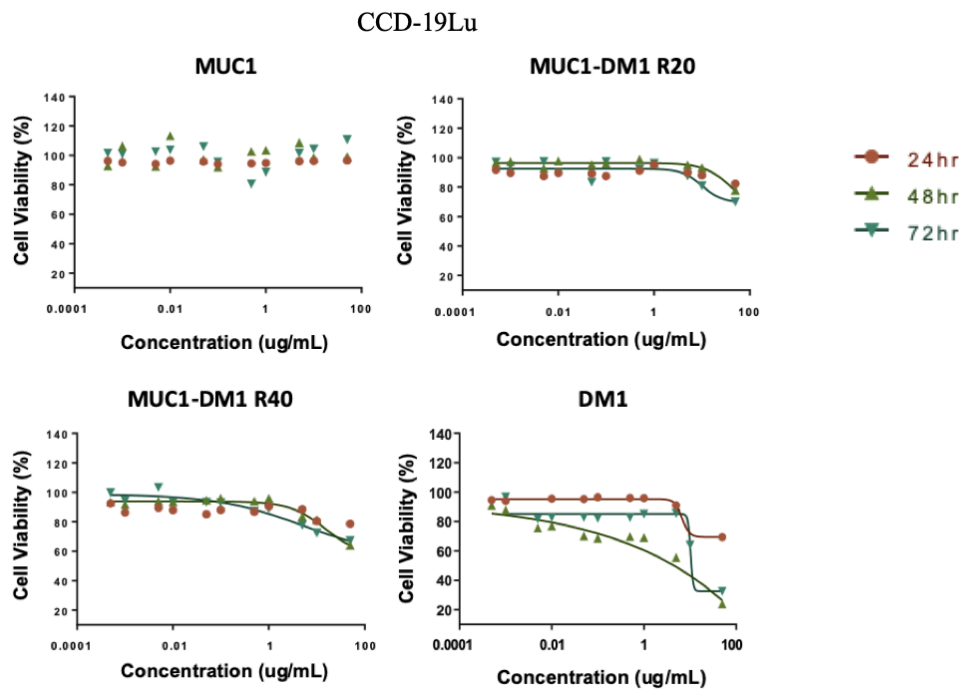 CCD-19Lu
MUC1
Cell Viability (%)
140
120
100
80
60
40
20
0.0001
0.01
1
100
Concentration (ug/mL)
MUC1-DM1 R20
Cell Viability (%)
140
120
100
80
60
40
20
0.0001
0.01
1
100
Concentration (ug/mL)
24hr
48hr
72hr
MUC1-DM1 R40
Cell Viability (%)
140
120
100
80
60
40
20
0.0001
0.01
1
100
Concentration (ug/mL)
DM1
Cell Viability (%)
140
120
100
80
60
40
20
0.0001
0.01
1
100
Concentration (ug/mL)